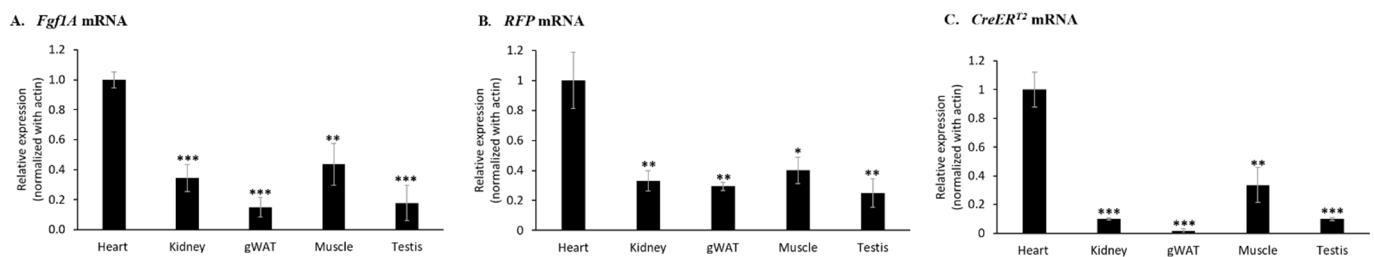 A. Fgf1A mRNA
Relative expression
(normalized with actin)
1.2
1.0
0.8
0.6
0.4
0.2
0.0
***
***
**
***
Heart Kidney gWAT Muscle Testis
B. RFP mRNA
Relative expression
(normalized with actin)
1.2
1
0.8
0.6
0.4
0.2
0
**
**
*
**
Heart Kidney gWAT Muscle Testis
C. CreERT2 mRNA
Relative expression
(normalized with actin)
1.2
1
0.8
0.6
0.4
0.2
0
***
***
**
***
Heart Kidney gWAT Muscle Testis